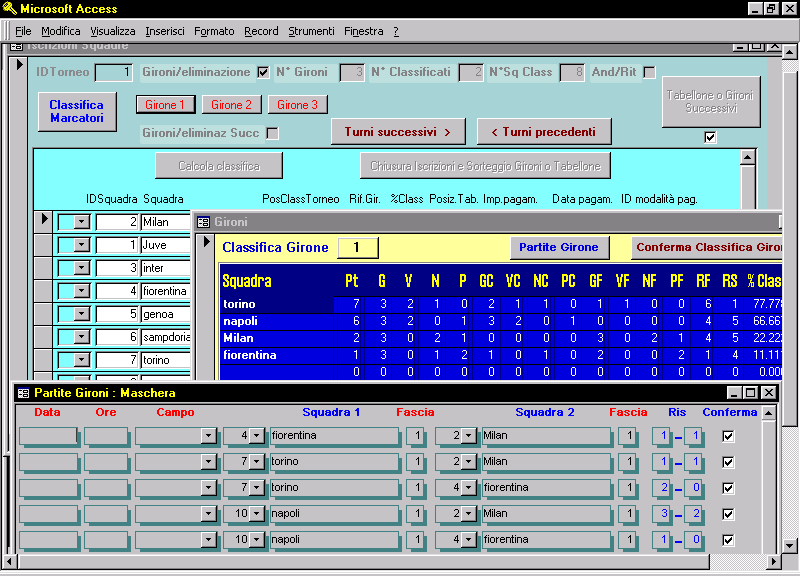 Microsoft Access
File Modifica Visualizza Inserisci Formato Record Strumenti Finestra ?
Iscrizioni Squadre
IDTorneo 1 Gironi/eliminazione N° Gironi 3 N° Classificati 2 N°Sq Class 8 And/Rit
Classifica Marcatori Girone 1 Girone 2 Girone 3 Tabellone o Gironi Successivi
Gironi/eliminaz Succ Turni successivi > < Turni precedenti
Calcola classifica Chiusura Iscrizioni e Sorteggio Gironi o Tabellone
IDSquadra Squadra PosClassTorneo Rif.Gir. %Class Posiz.Tab. Imp.pagam. Data pagam. ID modalità pag.
2 Milan
1 Juve
3 inter
4 fiorentina
5 genoa
6 sampdoria
7 torino
Gironi
Classifica Girone 1 Partite Girone Conferma Classifica Giron
Squadra Pt G V N P GC VC NC PC GF VF NF PF RF RS % Clas
torino 7 3 2 1 0 2 1 1 0 1 1 0 0 6 1 77.77
napoli 6 3 2 0 1 3 2 0 1 0 0 0 0 4 5 66.66
Milan 2 3 0 2 1 0 0 0 0 3 0 2 1 4 5 22.22
fiorentina 1 3 0 1 2 1 0 1 0 2 0 0 2 1 4 11.11
0 0 0 0 0 0 0 0 0 0 0 0 0 0 0 0.00
Partite Gironi : Maschera
Data Ore Campo Squadra 1 Fascia Squadra 2 Fascia Ris Conferma
4 fiorentina 1 2 Milan 1 1 – 1
7 torino 1 2 Milan 1 1 – 1
7 torino 1 4 fiorentina 1 2 – 0
10 napoli 1 2 Milan 1 3 – 2
10 napoli 1 4 fiorentina 1 1 – 0